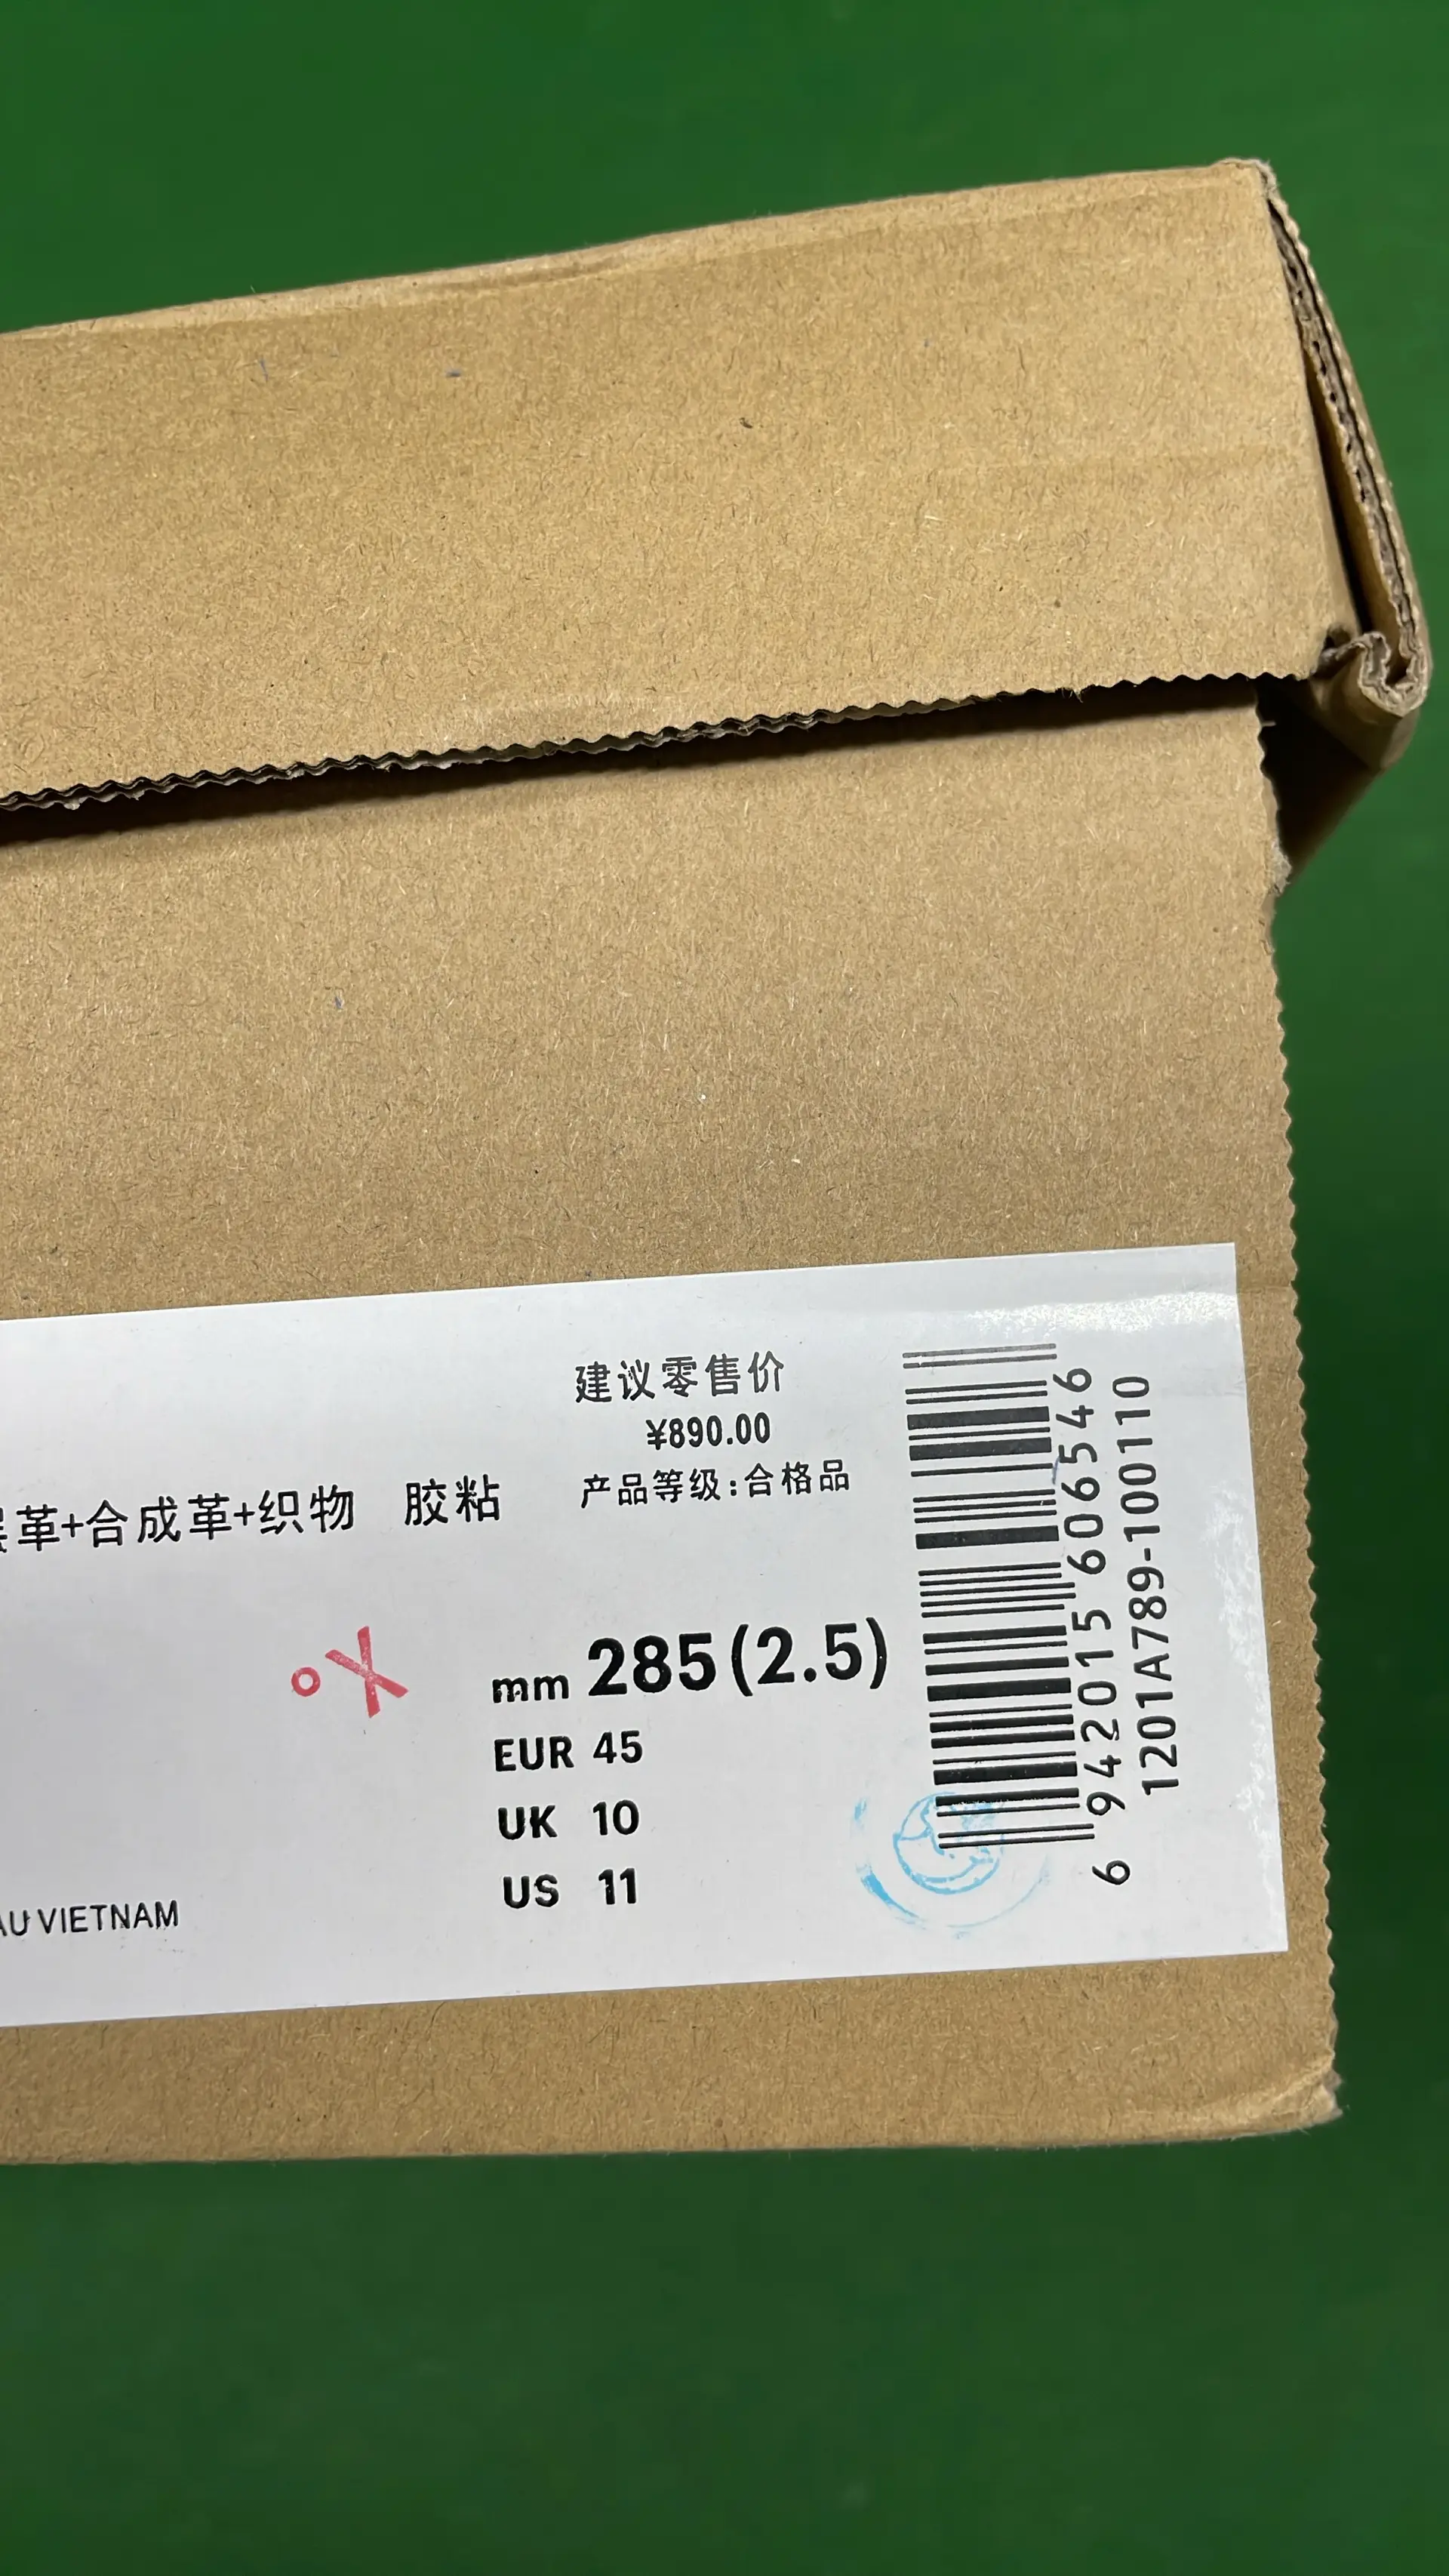 建议零售价
¥890.00
产品等级:合格品
革+合成革+织物 胶粘
mm 285(2.5)
EUR 45
UK 10
US 11
VIETNAM
6 942015 606546
1201A789-100110